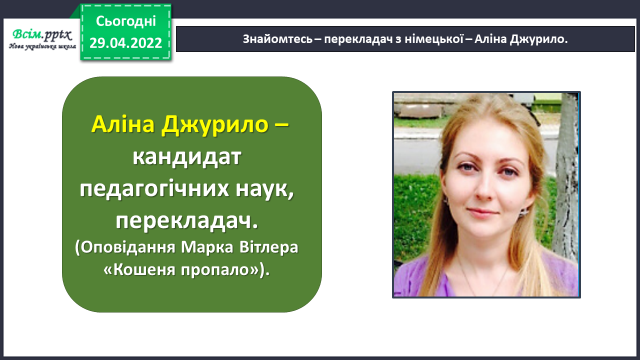 Всім.pptx
Нова українська школа
Сьогодні
29.04.2022
Знайомтесь – перекладач з німецької – Аліна Джурило.
Аліна Джурило –
кандидат
педагогічних наук,
перекладач.
(Оповідання Марка Вітлера
«Кошеня пропало»).